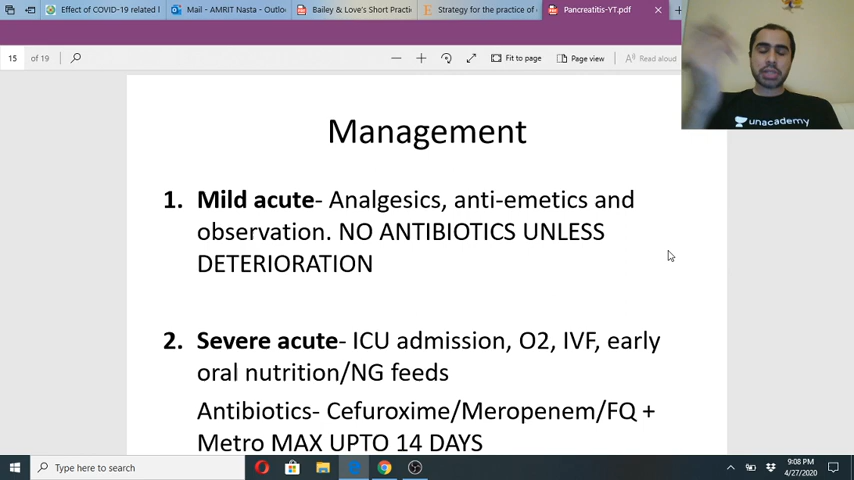 Effect of COVID-19 related l
Mail - AMRIT Nasta - Outlo
Bailey & Love's Short Practi
Strategy for the practice of
Pancreatitis-YT.pdf
15 of 19
Fit to page
Page view
Read aloud
unacademy
Management
1. Mild acute- Analgesics, anti-emetics and
observation. NO ANTIBIOTICS UNLESS
DETERIORATION
2. Severe acute- ICU admission, O2, IVF, early
oral nutrition/NG feeds
Antibiotics- Cefuroxime/Meropenem/FQ +
Metro MAX UPTO 14 DAYS
Type here to search
9:08 PM
4/27/2020